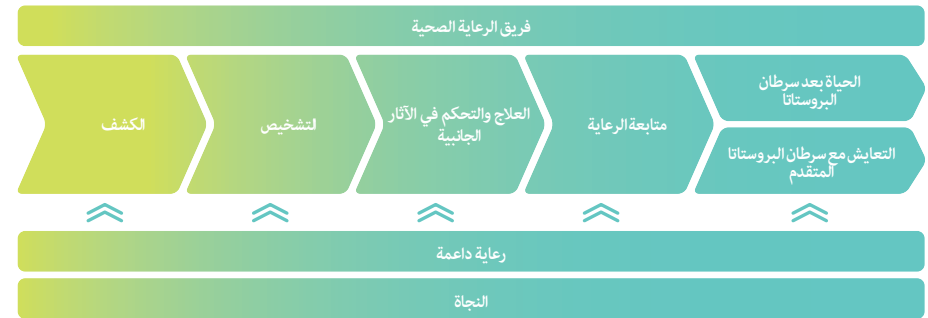 فريق الرعاية الصحية
الكشف
التشخيص
العلاج والتحكم في الآثار
الجانبية
متابعة الرعاية
الحياة بعد سرطان
البروستاتا
التعايش مع سرطان البروستاتا
المتقدم
رعاية داعمة
النجاة